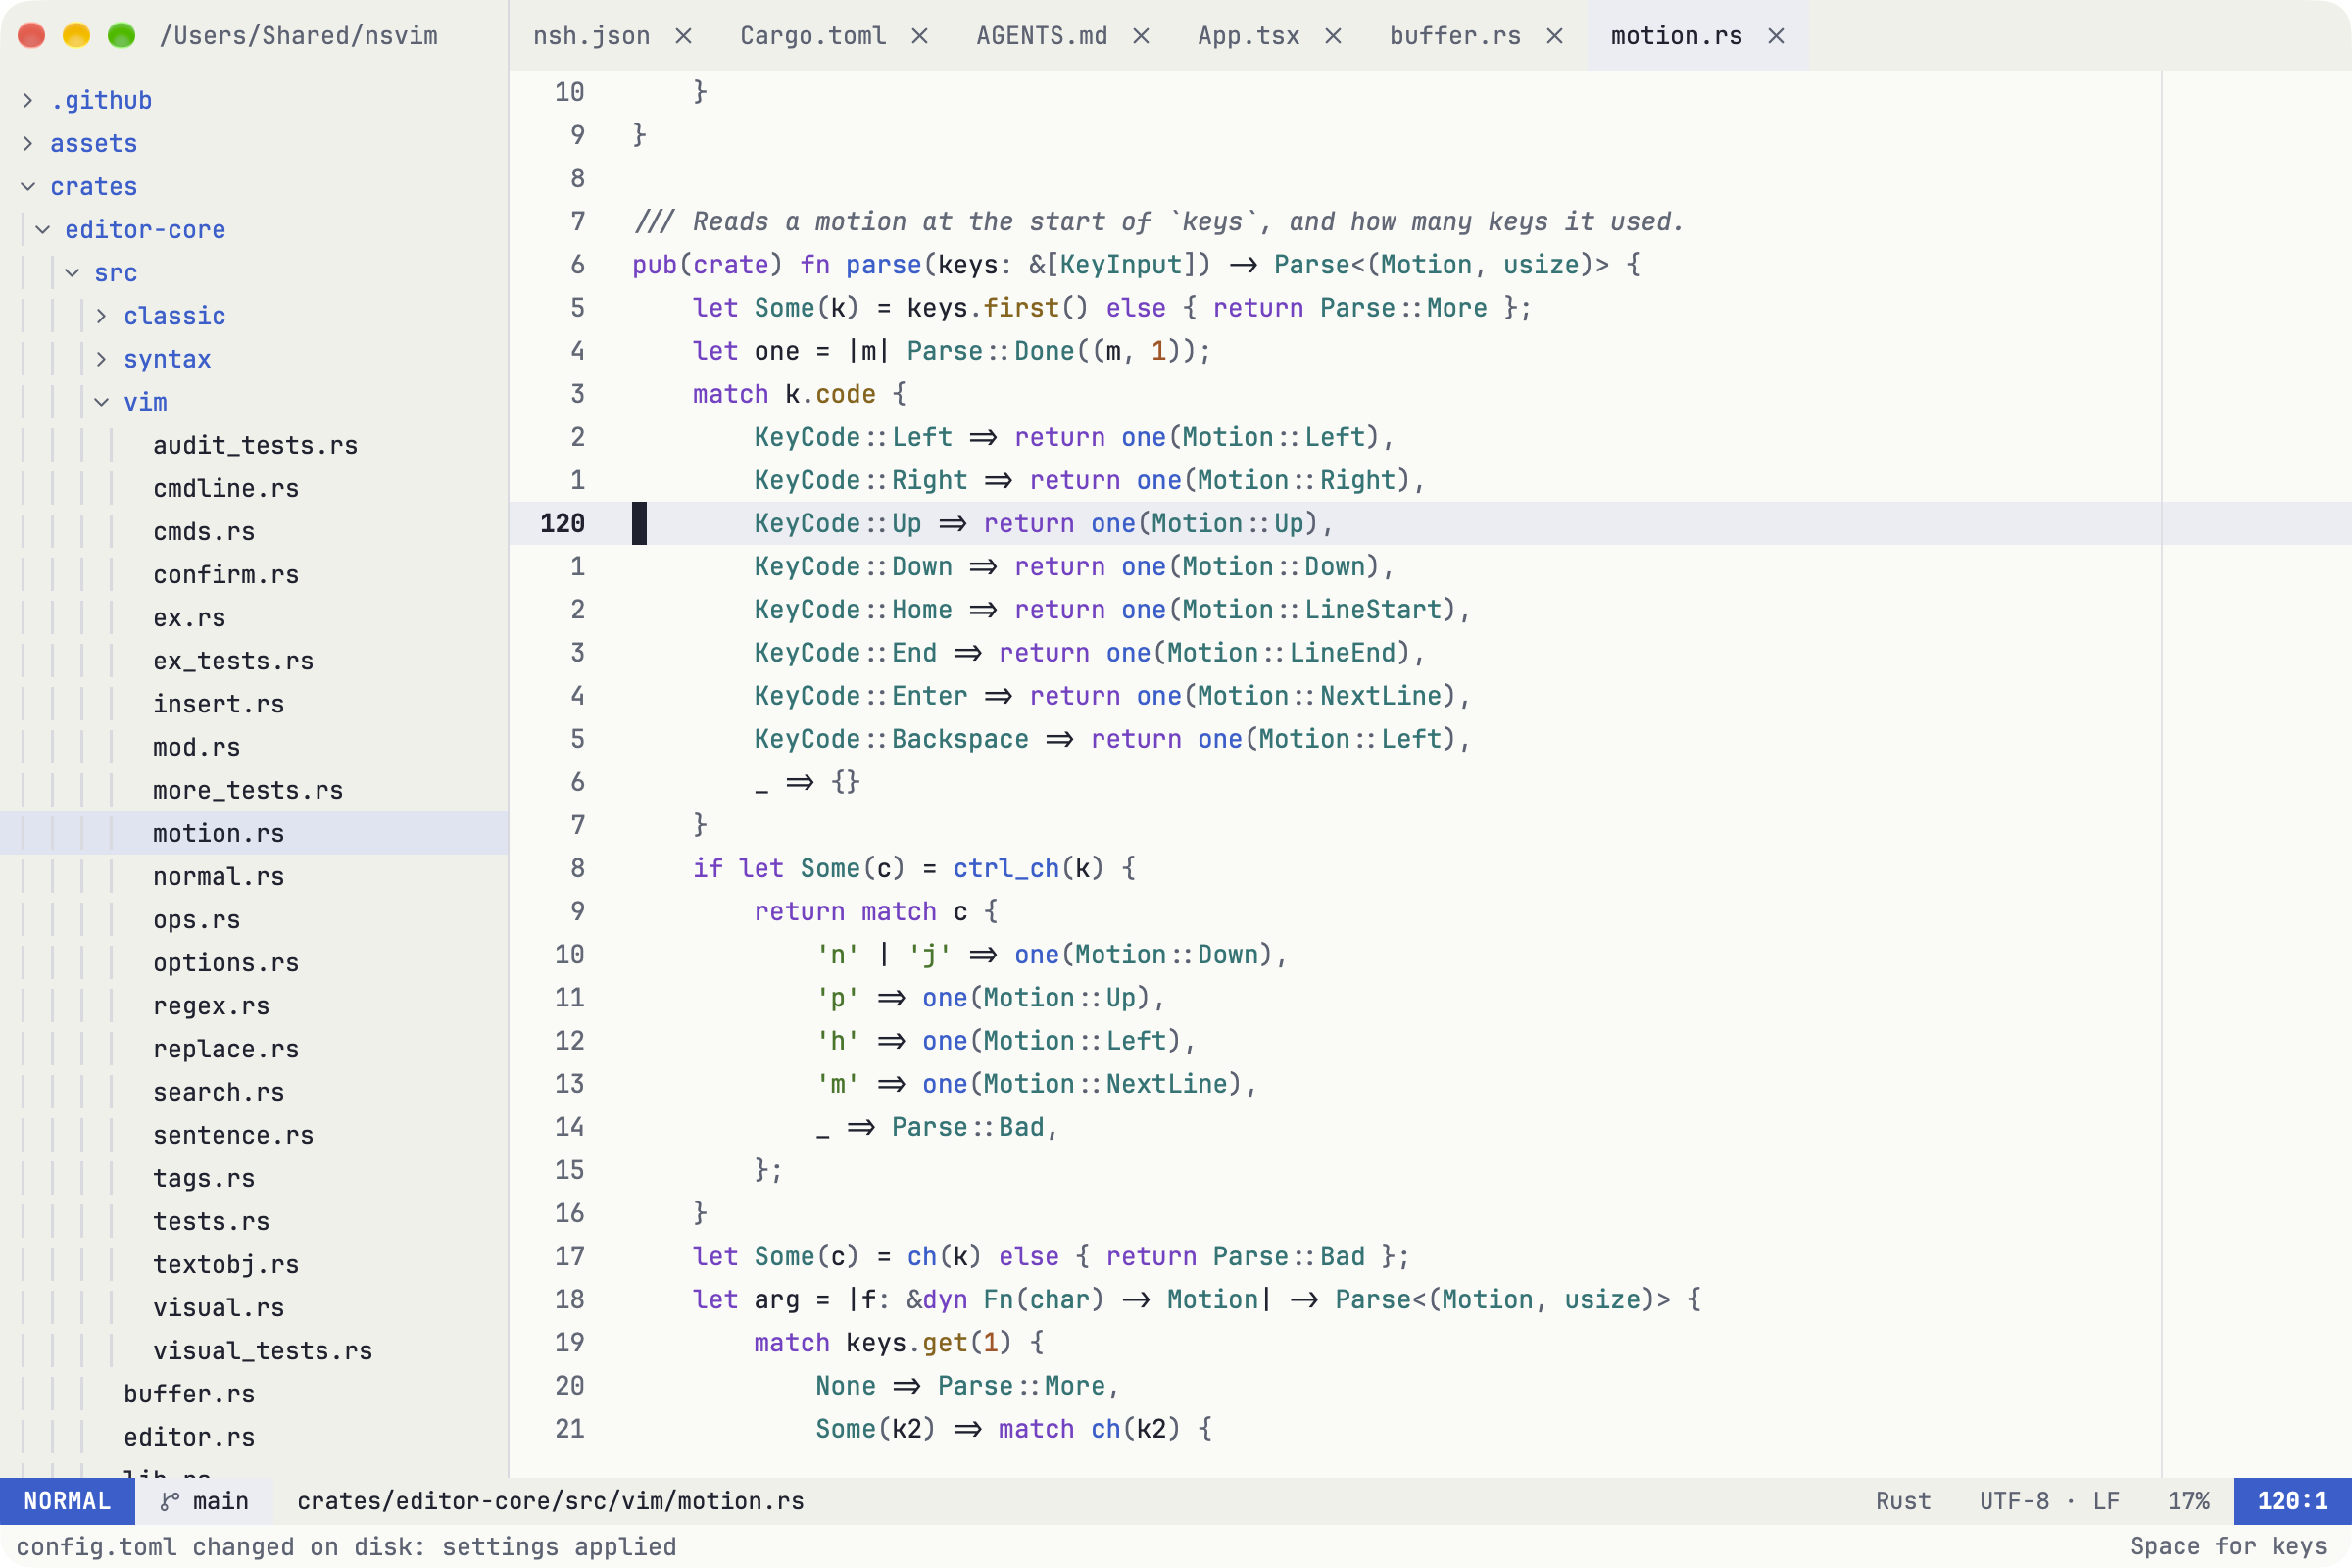 /Users/Shared/nsvim
nsh.json × Cargo.toml × AGENTS.md × App.tsx × buffer.rs × motion.rs ×
.github
assets
crates
editor-core
src
classic
syntax
vim
audit_tests.rs
cmdline.rs
cmds.rs
confirm.rs
ex.rs
ex_tests.rs
insert.rs
mod.rs
more_tests.rs
motion.rs
normal.rs
ops.rs
options.rs
regex.rs
replace.rs
search.rs
sentence.rs
tags.rs
tests.rs
textobj.rs
visual.rs
visual_tests.rs
buffer.rs
editor.rs
lib.rs
10     }
9 }
8
7 /// Reads a motion at the start of `keys`, and how many keys it used.
6 pub(crate) fn parse(keys: &[KeyInput]) -> Parse<(Motion, usize)> {
5     let Some(k) = keys.first() else { return Parse::More };
4     let one = |m| Parse::Done((m, 1));
3     match k.code {
2         KeyCode::Left => return one(Motion::Left),
1         KeyCode::Right => return one(Motion::Right),
120         KeyCode::Up => return one(Motion::Up),
1         KeyCode::Down => return one(Motion::Down),
2         KeyCode::Home => return one(Motion::LineStart),
3         KeyCode::End => return one(Motion::LineEnd),
4         KeyCode::Enter => return one(Motion::NextLine),
5         KeyCode::Backspace => return one(Motion::Left),
6         _ => {}
7     }
8     if let Some(c) = ctrl_ch(k) {
9         return match c {
10             'n' | 'j' => one(Motion::Down),
11             'p' => one(Motion::Up),
12             'h' => one(Motion::Left),
13             'm' => one(Motion::NextLine),
14             _ => Parse::Bad,
15         };
16     }
17     let Some(c) = ch(k) else { return Parse::Bad };
18     let arg = |f: &dyn Fn(char) -> Motion| -> Parse<(Motion, usize)> {
19         match keys.get(1) {
20             None => Parse::More,
21             Some(k2) => match ch(k2) {
NORMAL main crates/editor-core/src/vim/motion.rs Rust UTF-8 · LF 17% 120:1
config.toml changed on disk: settings applied Space for keys